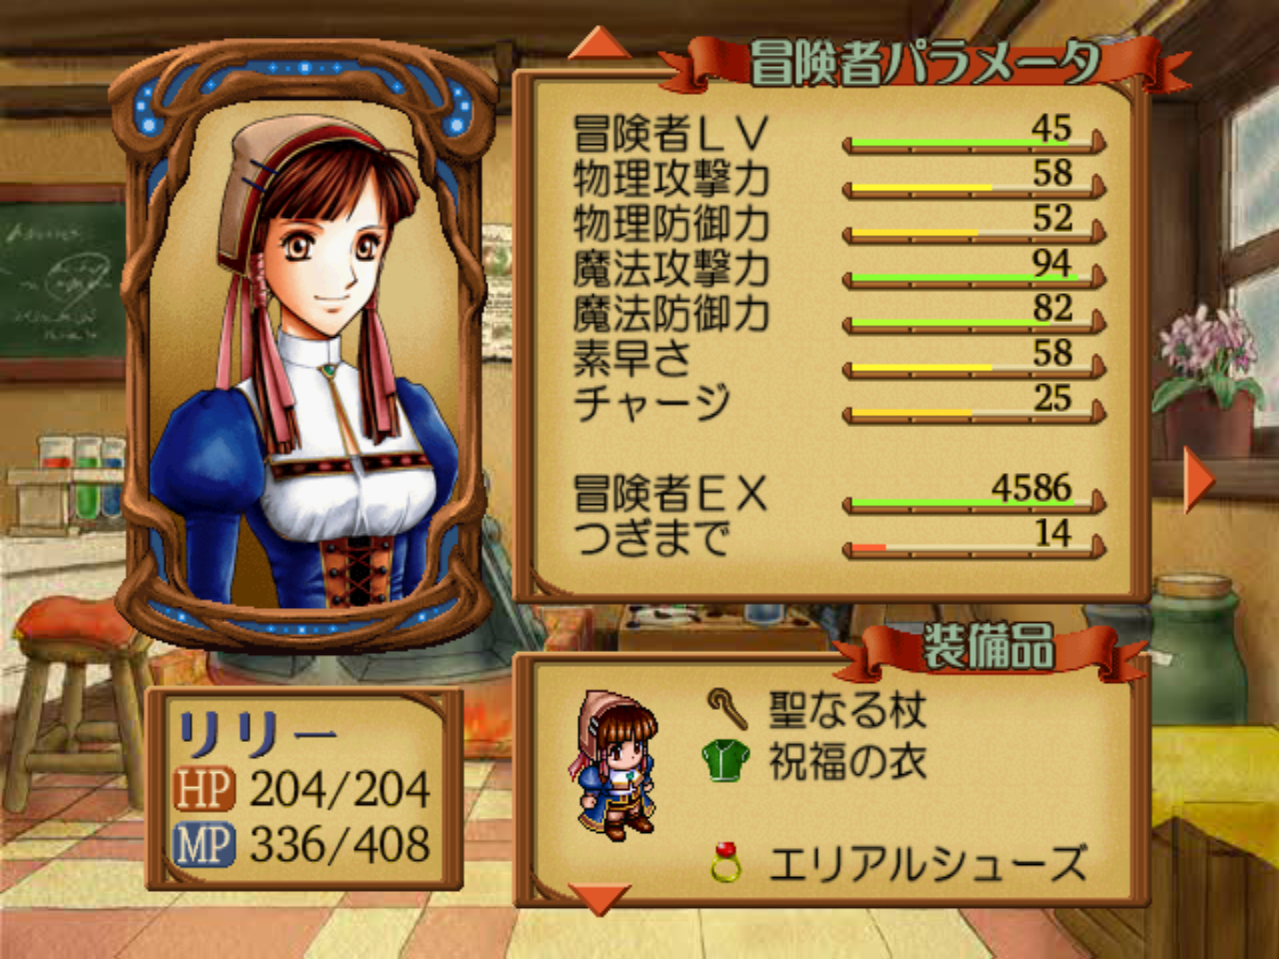 冒険者パラメータ
冒険者ＬＶ 45
物理攻撃力 58
物理防御力 52
魔法攻撃力 94
魔法防御力 82
素早さ 58
チャージ 25
冒険者ＥＸ 4586
つぎまで 14
リリー
HP 204/204
MP 336/408
装備品
聖なる杖
祝福の衣
エリアルシューズ